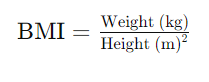 BMI = Weight (kg) / Height (m)²